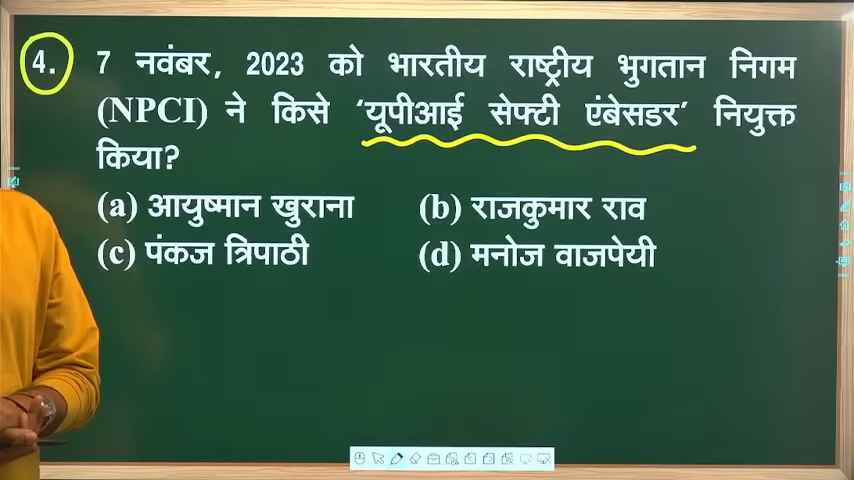 4. 7 नवंबर, 2023 को भारतीय राष्ट्रीय भुगतान निगम
(NPCI) ने किसे ‘यूपीआई सेफ्टी एंबेसडर’ नियुक्त
किया?
(a) आयुष्मान खुराना (b) राजकुमार राव
(c) पंकज त्रिपाठी (d) मनोज वाजपेयी